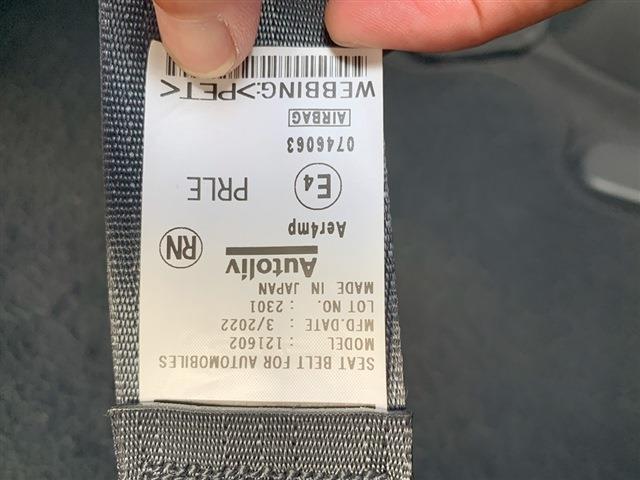 SEAT BELT FOR AUTOMOBILES
MODEL : 121602
MFD.DATE : 3/2022
LOT NO. : 2301
MADE IN JAPAN
Autoliv
RN
Aer4mp
E4 PRLE
0746063
AIRBAG
WEBBING:>PET<